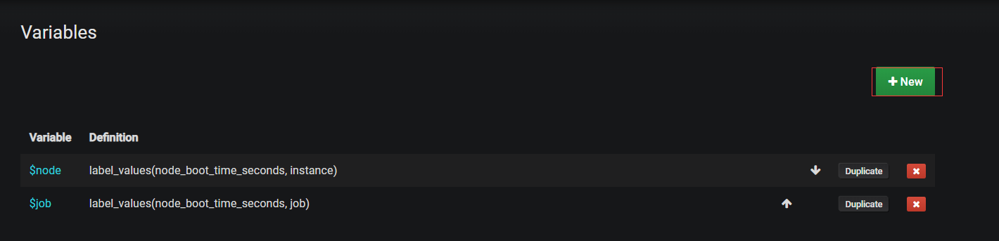 Variables
New
Variable Definition
$node label_values(node_boot_time_seconds, instance) Duplicate
$job label_values(node_boot_time_seconds, job) Duplicate